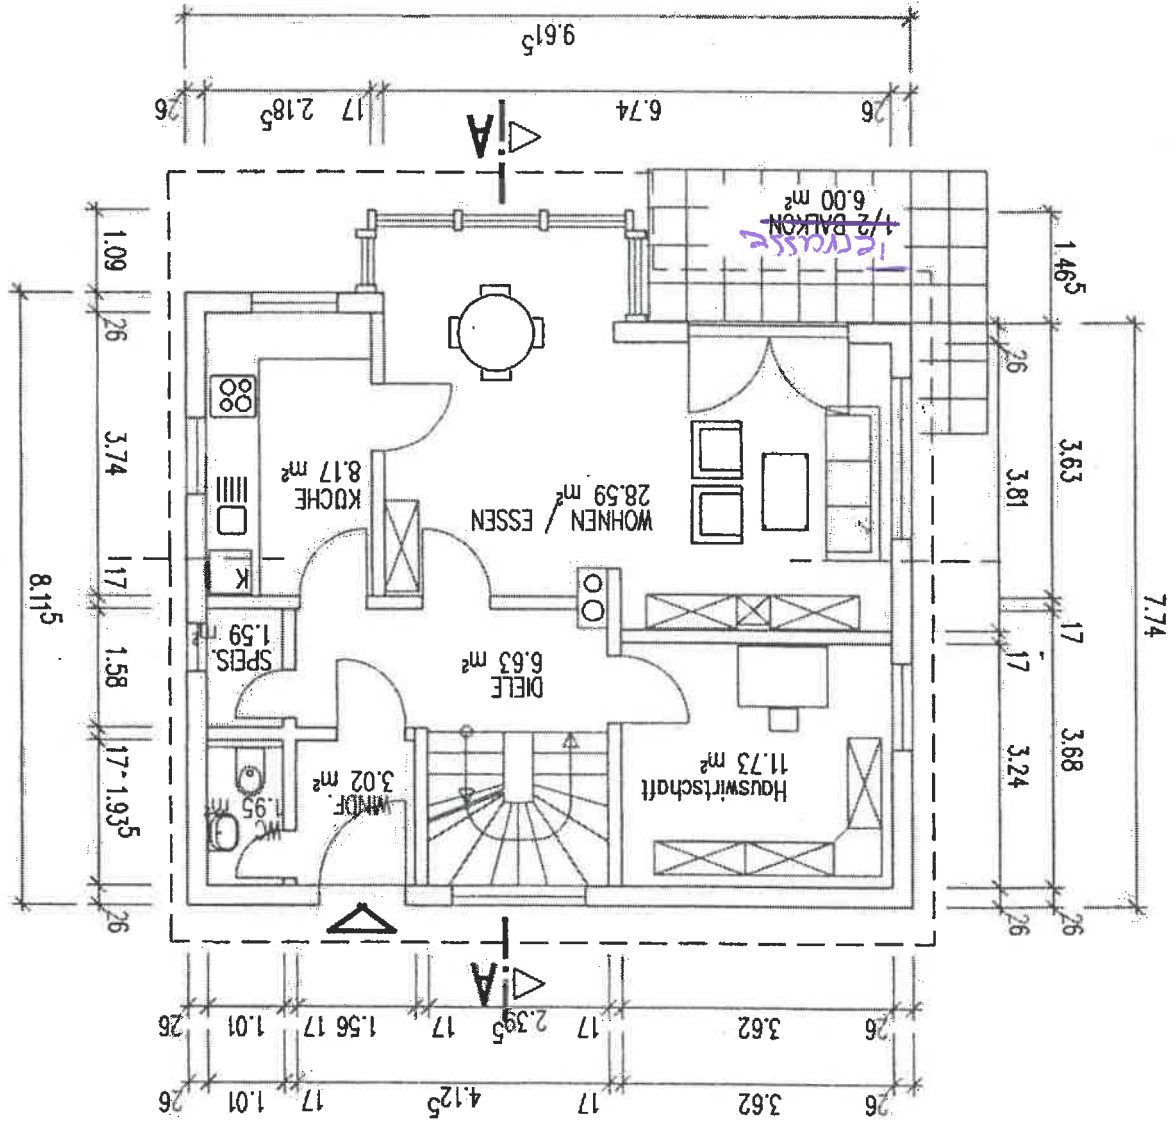 26 3.62 17 4.12⁵ 17 1.01 26
26 3.62 17 2.39⁵ 17 1.56 17 1.01 26
A
Hauswirtschaft
11.73 m²
WINDF.
3.02 m²
WC
1.95 m²
DIELE
6.63 m²
SPEIS.
1.59 m²
K
WOHNEN / ESSEN
28.59 m²
KÜCHE
8.17 m²
Terrasse
1/2 BALKON
6.00 m²
A
26 6.74 17 2.18⁵ 26
9.61⁵
7.74
26 3.68 17 3.63 1.46⁵
26 3.24 17 3.81 26
26 1.93⁵ 17 1.58 17 3.74 26 1.09
8.11⁵